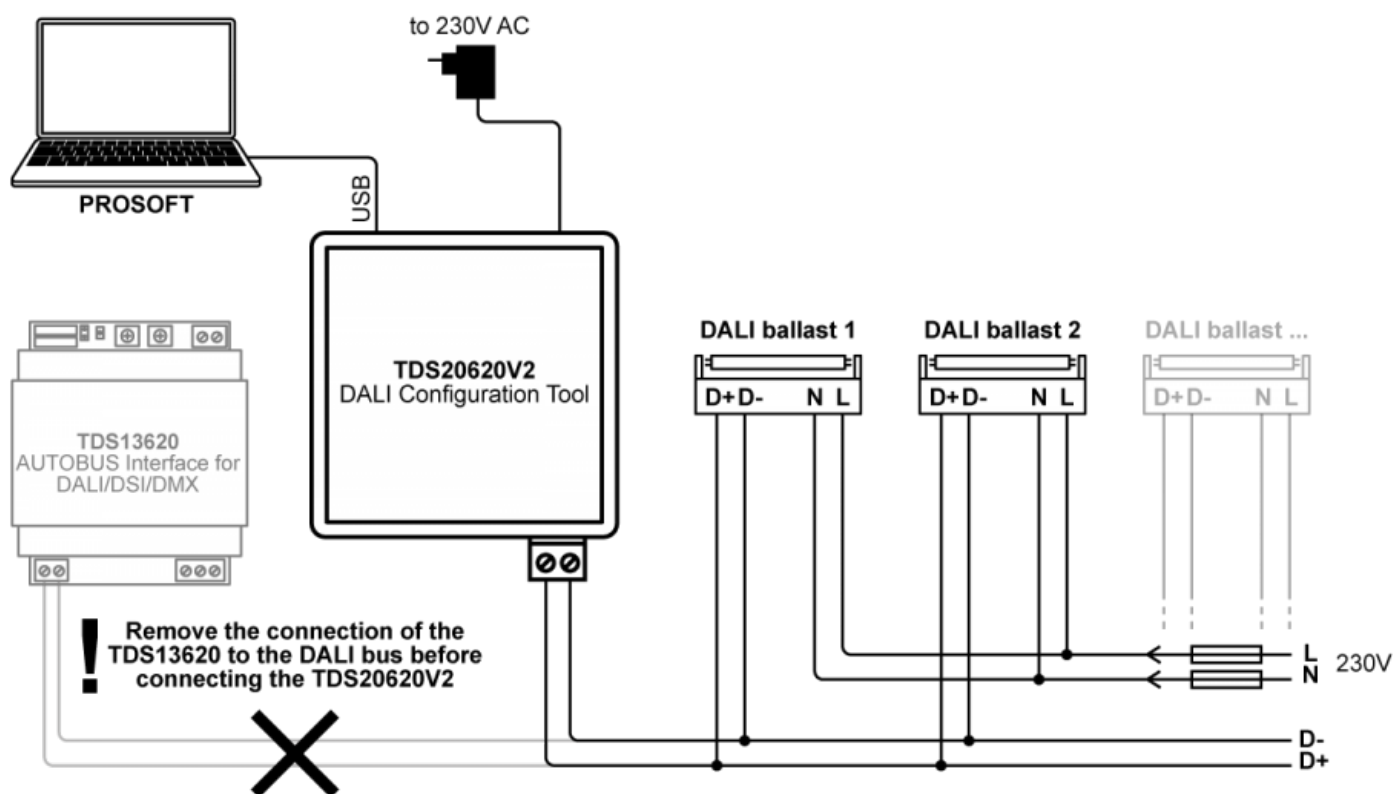 to 230V AC
USB
PROSOFT
TDS20620V2
DALI Configuration Tool
TDS13620
AUTOBUS Interface for
DALI/DSI/DMX
DALI ballast 1
D+ D- N L
DALI ballast 2
D+ D- N L
DALI ballast ...
D+ D- N L
! Remove the connection of the
TDS13620 to the DALI bus before
connecting the TDS20620V2
L
N
230V
D-
D+